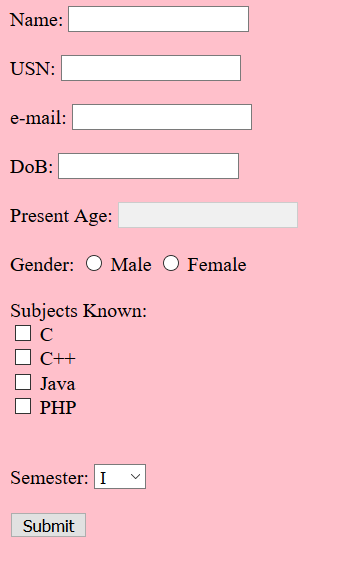 Name:
USN:
e-mail:
DoB:
Present Age:
Gender: Male Female
Subjects Known:
C
C++
Java
PHP
Semester: I
Submit